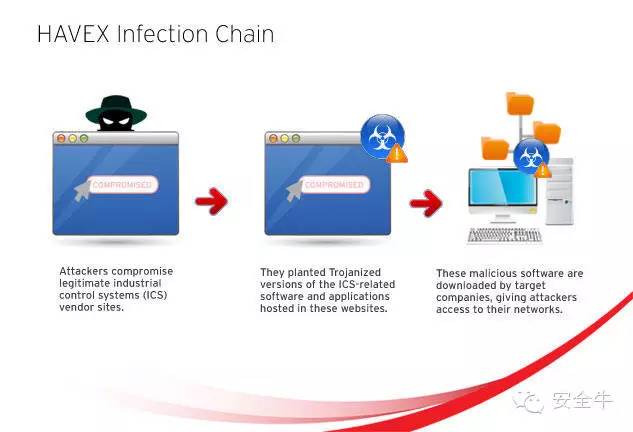 HAVEX Infection Chain
COMPROMISED
COMPROMISED
Attackers compromise
legitimate industrial
control systems (ICS)
vendor sites.
They planted Trojanized
versions of the ICS-related
software and applications
hosted in these websites.
These malicious software are
downloaded by target
companies, giving attackers
access to their networks.
安全牛